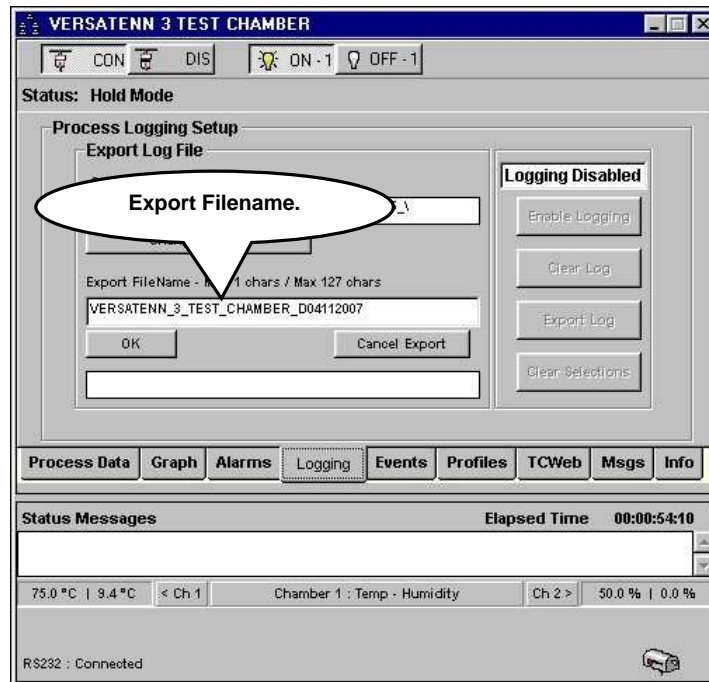 VERSATENN 3 TEST CHAMBER
CON DIS ON - 1 OFF - 1
Status: Hold Mode
Process Logging Setup
Export Log File
Logging Disabled
Export Filename.
_\
Enable Logging
Clear Log
Export FileName - 1 chars / Max 127 chars
VERSATENN_3_TEST_CHAMBER_D04112007
Export Log
OK Cancel Export
Clear Selections
Process Data Graph Alarms Logging Events Profiles TCWeb Msgs Info
Status Messages Elapsed Time 00:00:54:10
75.0 °C | 9.4 °C < Ch 1 Chamber 1 : Temp - Humidity Ch 2 > 50.0 % | 0.0 %
RS232 : Connected